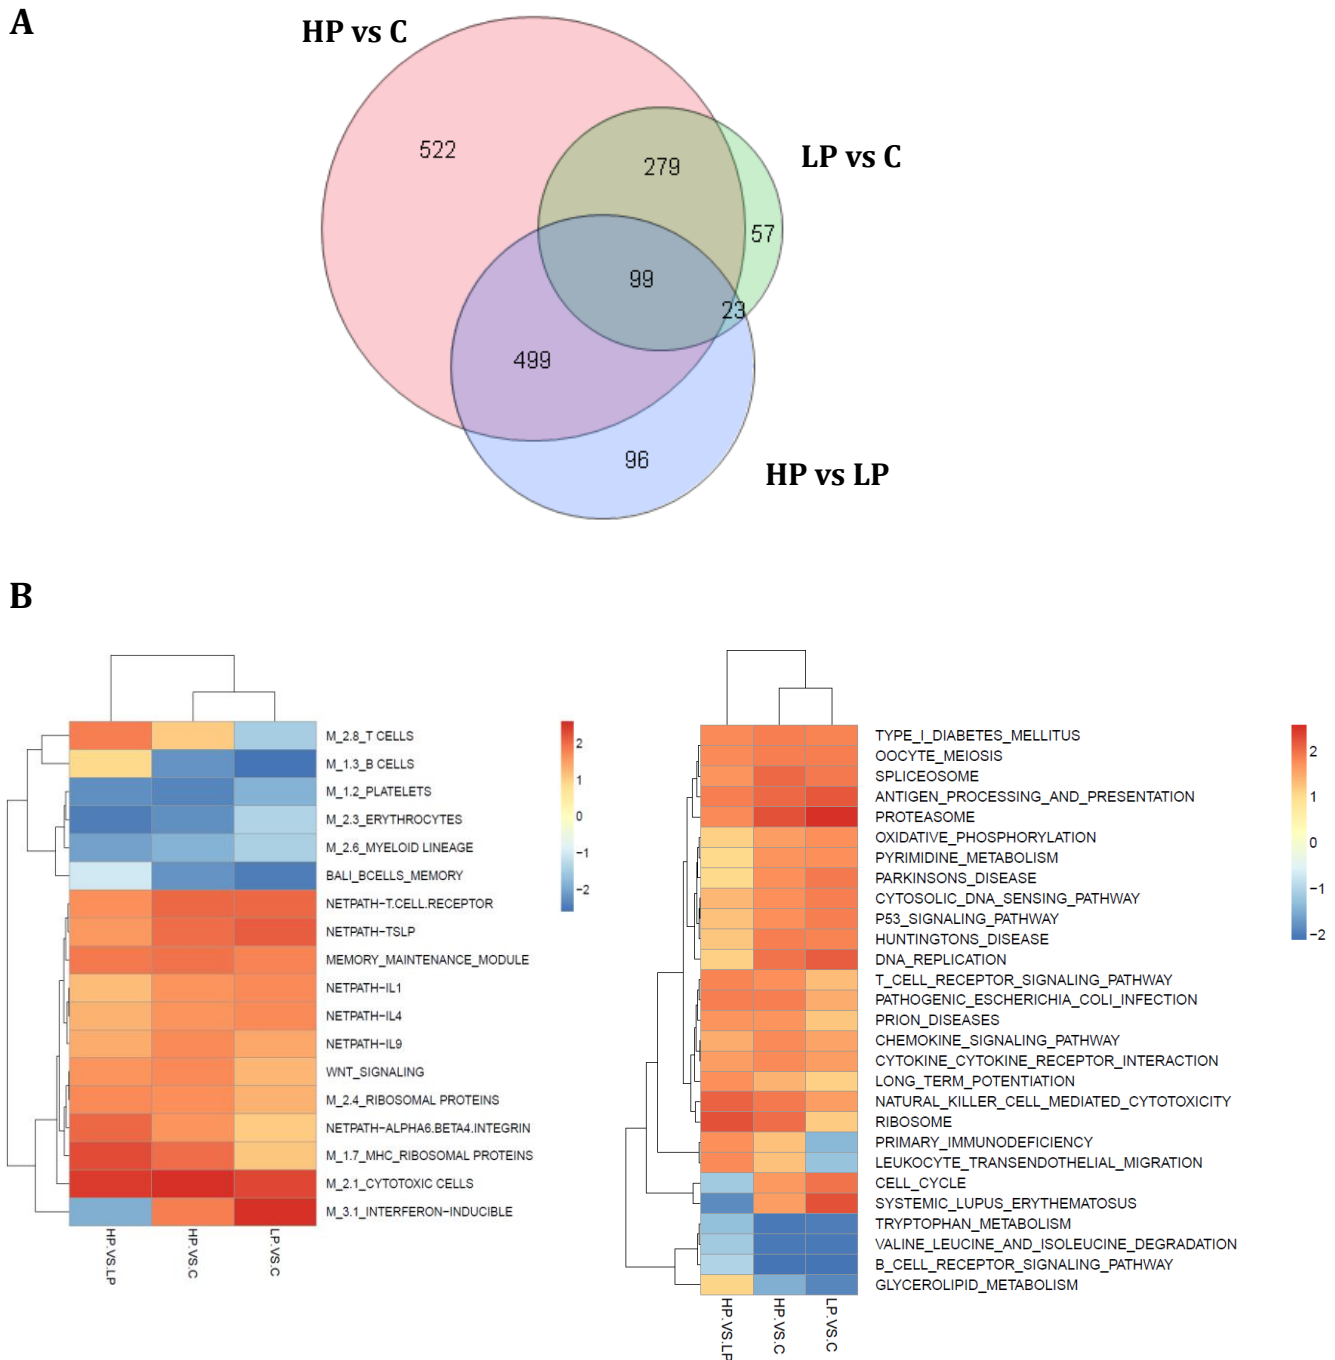 A
HP vs C
LP vs C
522
279
57
99
23
499
96
HP vs LP
B
M_2.8_T CELLS
M_1.3_B CELLS
M_1.2_PLATELETS
M_2.3_ERYTHROCYTES
M_2.6_MYELOID LINEAGE
BALI_BCELLS_MEMORY
NETPATH-T.CELL.RECEPTOR
NETPATH-TSLP
MEMORY_MAINTENANCE_MODULE
NETPATH-IL1
NETPATH-IL4
NETPATH-IL9
WNT_SIGNALING
M_2.4_RIBOSOMAL PROTEINS
NETPATH-ALPHA6.BETA4.INTEGRIN
M_1.7_MHC_RIBOSOMAL PROTEINS
M_2.1_CYTOTOXIC CELLS
M_3.1_INTERFERON-INDUCIBLE
HP.VS.LP
HP.VS.C
LP.VS.C
2
1
0
−1
−2
TYPE_I_DIABETES_MELLITUS
OOCYTE_MEIOSIS
SPLICEOSOME
ANTIGEN_PROCESSING_AND_PRESENTATION
PROTEASOME
OXIDATIVE_PHOSPHORYLATION
PYRIMIDINE_METABOLISM
PARKINSONS_DISEASE
CYTOSOLIC_DNA_SENSING_PATHWAY
P53_SIGNALING_PATHWAY
HUNTINGTONS_DISEASE
DNA_REPLICATION
T_CELL_RECEPTOR_SIGNALING_PATHWAY
PATHOGENIC_ESCHERICHIA_COLI_INFECTION
PRION_DISEASES
CHEMOKINE_SIGNALING_PATHWAY
CYTOKINE_CYTOKINE_RECEPTOR_INTERACTION
LONG_TERM_POTENTIATION
NATURAL_KILLER_CELL_MEDIATED_CYTOTOXICITY
RIBOSOME
PRIMARY_IMMUNODEFICIENCY
LEUKOCYTE_TRANSENDOTHELIAL_MIGRATION
CELL_CYCLE
SYSTEMIC_LUPUS_ERYTHEMATOSUS
TRYPTOPHAN_METABOLISM
VALINE_LEUCINE_AND_ISOLEUCINE_DEGRADATION
B_CELL_RECEPTOR_SIGNALING_PATHWAY
GLYCEROLIPID_METABOLISM
HP.VS.LP
HP.VS.C
LP.VS.C
2
1
0
−1
−2